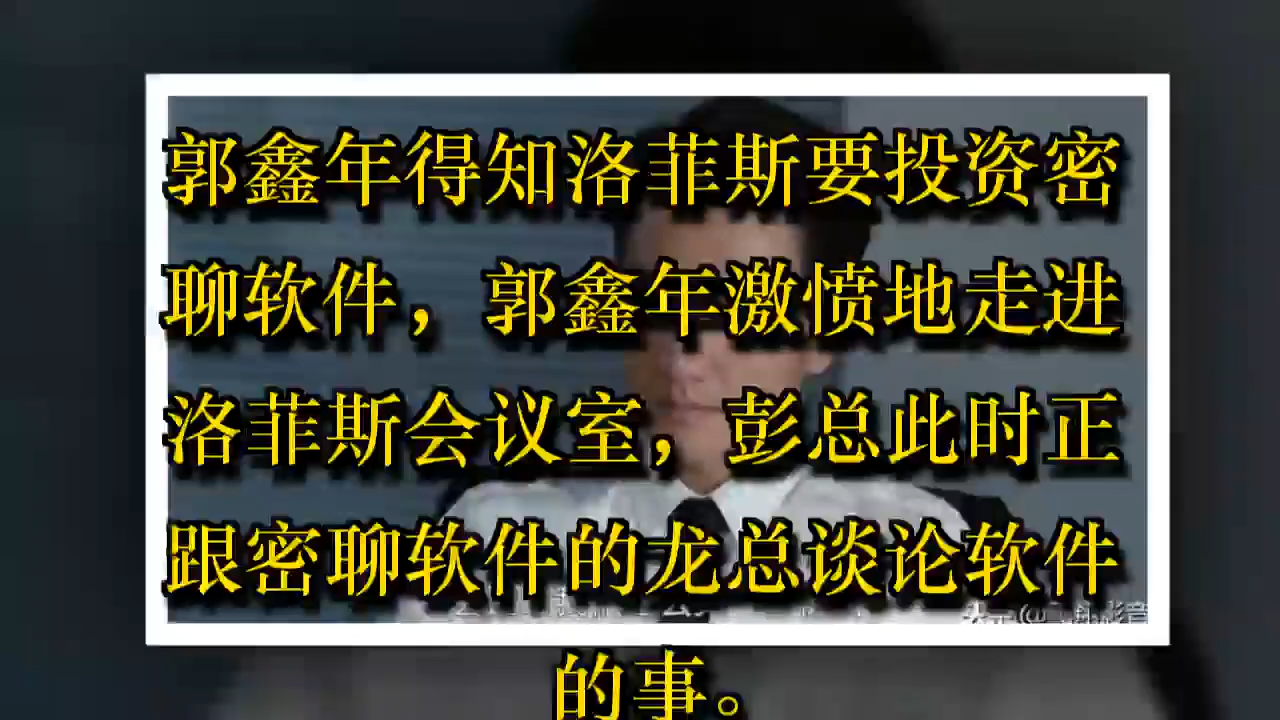 郭鑫年得知洛菲斯要投资密
聊软件，郭鑫年激愤地走进
洛菲斯会议室，彭总此时正
跟密聊软件的龙总谈论软件
的事。